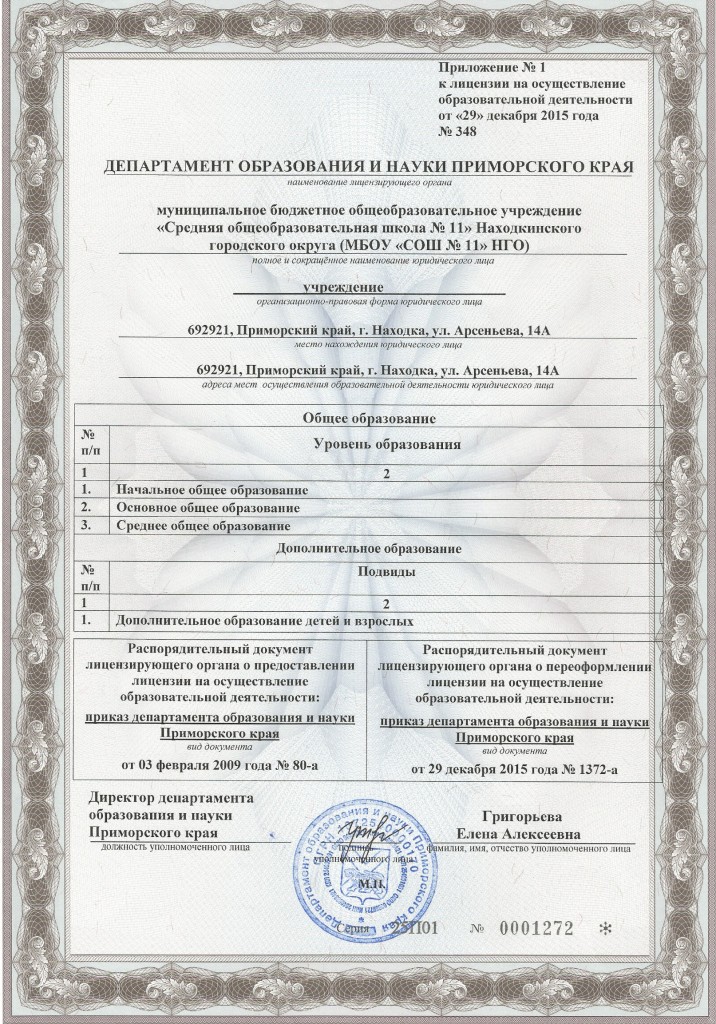 Приложение № 1
к лицензии на осуществление
образовательной деятельности
от «29» декабря 2015 года
№ 348
ДЕПАРТАМЕНТ ОБРАЗОВАНИЯ И НАУКИ ПРИМОРСКОГО КРАЯ
наименование лицензирующего органа
муниципальное бюджетное общеобразовательное учреждение
«Средняя общеобразовательная школа № 11» Находкинского
городского округа (МБОУ «СОШ № 11» НГО)
полное и сокращённое наименование юридического лица
учреждение
организационно-правовая форма юридического лица
692921, Приморский край, г. Находка, ул. Арсеньева, 14А
место нахождения юридического лица
692921, Приморский край, г. Находка, ул. Арсеньева, 14А
адреса мест осуществления образовательной деятельности юридического лица
Общее образование
№ п/п Уровень образования
1 2
1. Начальное общее образование
2. Основное общее образование
3. Среднее общее образование
Дополнительное образование
№ п/п Подвиды
1 2
1. Дополнительное образование детей и взрослых
Распорядительный документ
лицензирующего органа о предоставлении
лицензии на осуществление
образовательной деятельности:
приказ департамента образования и науки
Приморского края
вид документа
от 03 февраля 2009 года № 80-а
Распорядительный документ
лицензирующего органа о переоформлении
лицензии на осуществление
образовательной деятельности:
приказ департамента образования и науки
Приморского края
вид документа
от 29 декабря 2015 года № 1372-а
Директор департамента
образования и науки
Приморского края
должность уполномоченного лица
подпись
уполномоченного лица
М.П.
Григорьева
Елена Алексеевна
фамилия, имя, отчество уполномоченного лица
Департамент образования и науки Приморского края
Серия 25П01 № 0001272 *